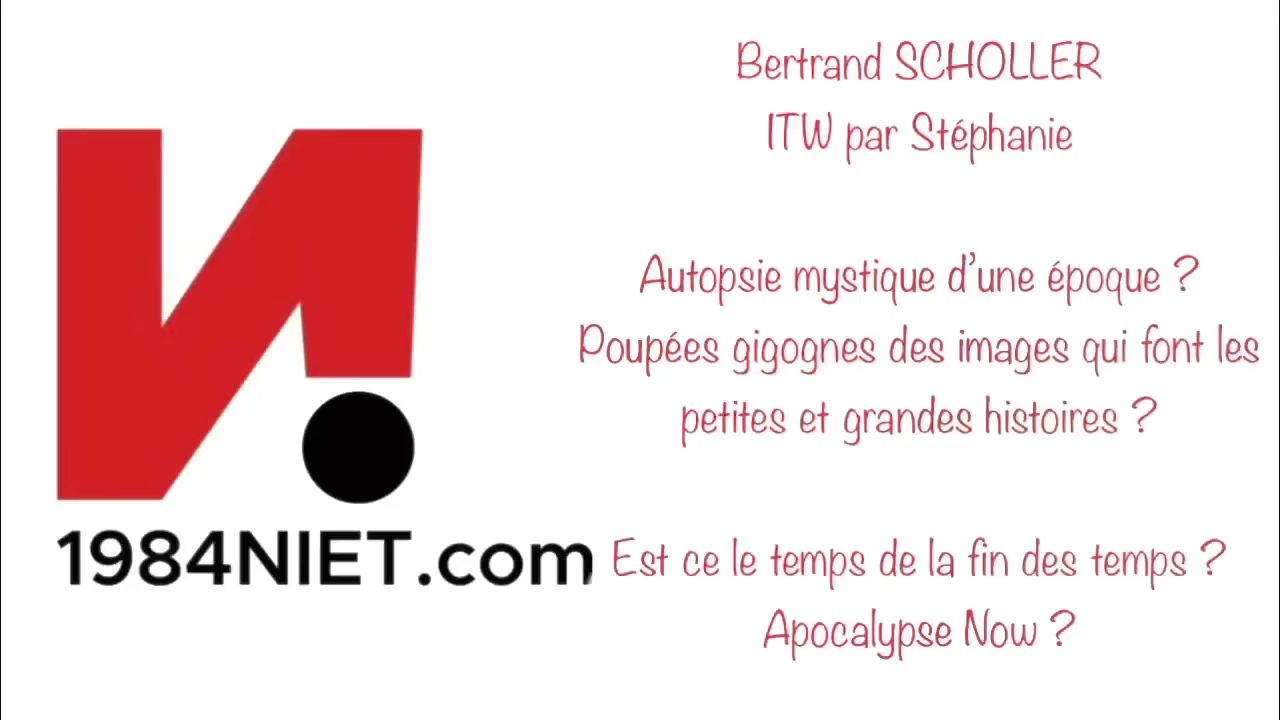 Bertrand SCHOLLER
ITW par Stéphanie
Autopsie mystique d'une époque ?
Poupées gigognes des images qui font les
petites et grandes histoires ?
1984NIET.com
Est ce le temps de la fin des temps ?
Apocalypse Now ?